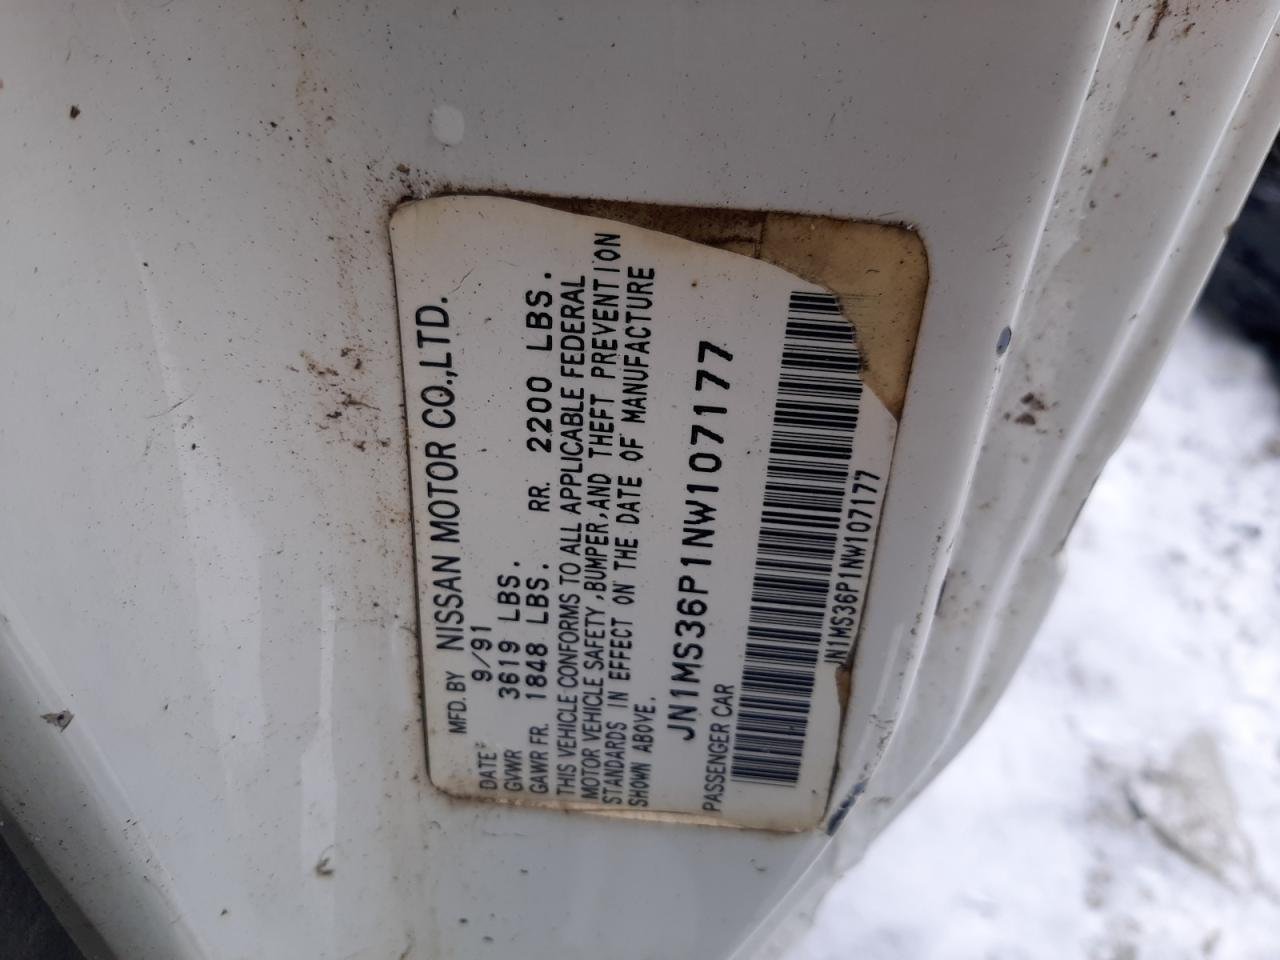 MFD. BY NISSAN MOTOR CO.,LTD.
DATE: 9/91
GVWR 3619 LBS.
GAWR FR. 1848 LBS. RR. 2200 LBS.
THIS VEHICLE CONFORMS TO ALL APPLICABLE FEDERAL
MOTOR VEHICLE SAFETY,BUMPER,AND THEFT PREVENTION
STANDARDS IN EFFECT ON THE DATE OF MANUFACTURE
SHOWN ABOVE.
JN1MS36P1NW107177
PASSENGER CAR
JN1MS36P1NW107177